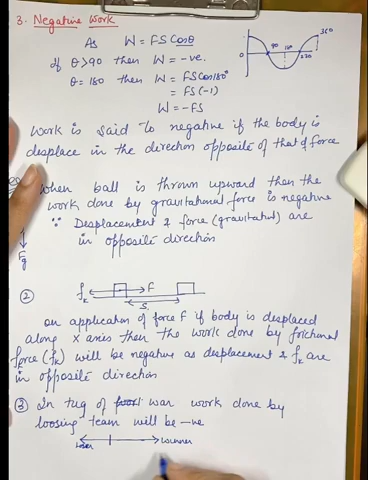 3. Negative Work
As W = FS Cosθ
If θ>90 then W = -ve.
θ = 180 then W = FS Cos180°
= FS(-1)
W = -FS
0 90 180 270 360
Work is said to negative if the body is
displace in the direction opposite of that of force
eg
When ball is thrown upward then the
work done by gravitational force is negative
∵ Desplacement & force (gravitatnal) are
in opposite direction
Fg
② fk F
S
On application of force F if body is displaced
along x axis then the work done by frictional
force (fk) will be negative as desplacement & fk are
in opposite direction
③ In tug of war work done by
loosing team will be -ve
Loser Winner